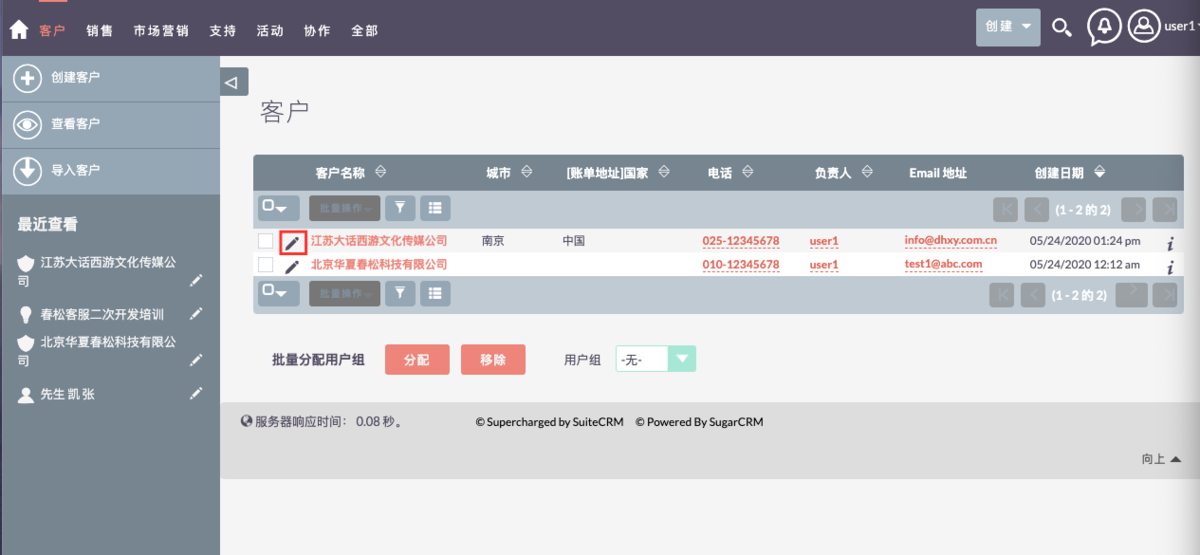 客户 销售 市场营销 支持 活动 协作 全部 创建 user1
创建客户
查看客户
导入客户
最近查看
江苏大话西游文化传媒公
司
春松客服二次开发培训
北京华夏春松科技有限公
司
先生 凯 张
客户
客户名称 城市 [账单地址]国家 电话 负责人 Email 地址 创建日期
批量操作 (1 - 2 的 2)
江苏大话西游文化传媒公司 南京 中国 025-12345678 user1 info@dhxy.com.cn 05/24/2020 01:24 pm
北京华夏春松科技有限公司 010-12345678 user1 test1@abc.com 05/24/2020 12:12 am
批量操作 (1 - 2 的 2)
批量分配用户组 分配 移除 用户组 -无-
服务器响应时间： 0.08 秒。 © Supercharged by SuiteCRM © Powered By SugarCRM
向上